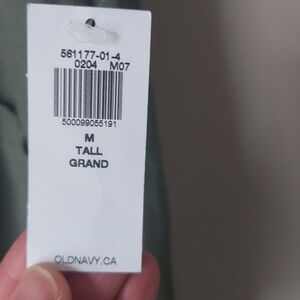 561177-01-4
0204 M07
500099055191
M
TALL
GRAND
OLDNAVY.CA